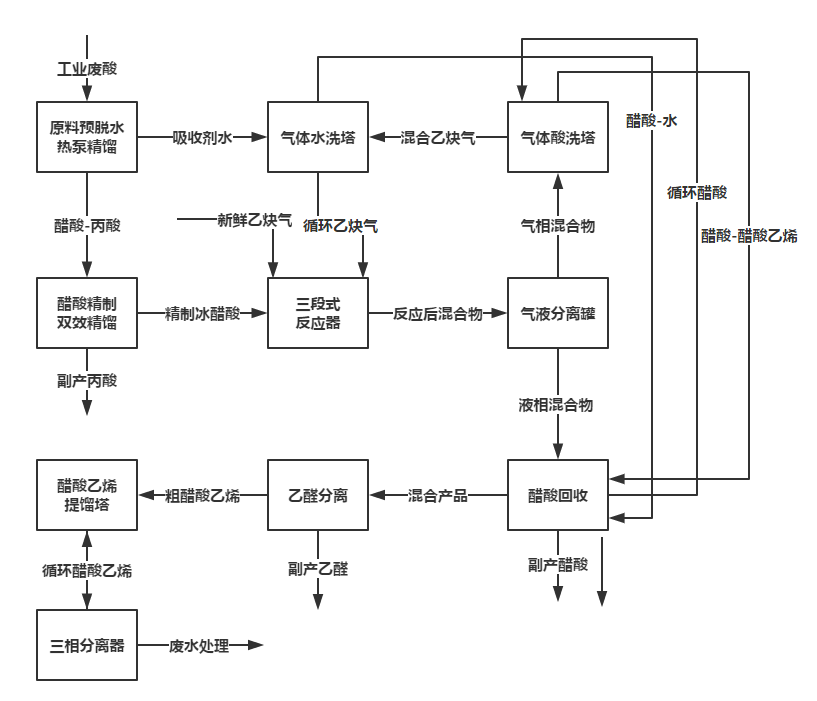 工业废酸
原料预脱水
热泵精馏
吸收剂水
气体水洗塔
混合乙炔气
气体酸洗塔
醋酸-水
循环醋酸
醋酸-醋酸乙烯
醋酸-丙酸
新鲜乙炔气
循环乙炔气
气相混合物
醋酸精制
双效精馏
精制冰醋酸
三段式
反应器
反应后混合物
气液分离罐
副产丙酸
液相混合物
醋酸乙烯
提馏塔
粗醋酸乙烯
乙醛分离
混合产品
醋酸回收
循环醋酸乙烯
副产乙醛
副产醋酸
三相分离器
废水处理